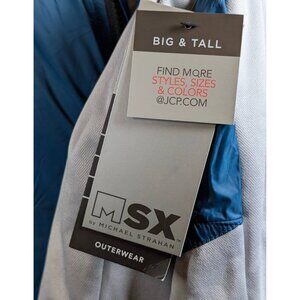 BIG & TALL
FIND MORE
STYLES, SIZES
& COLORS
@JCP.COM
MSX
by MICHAEL STRAHAN
OUTERWEAR